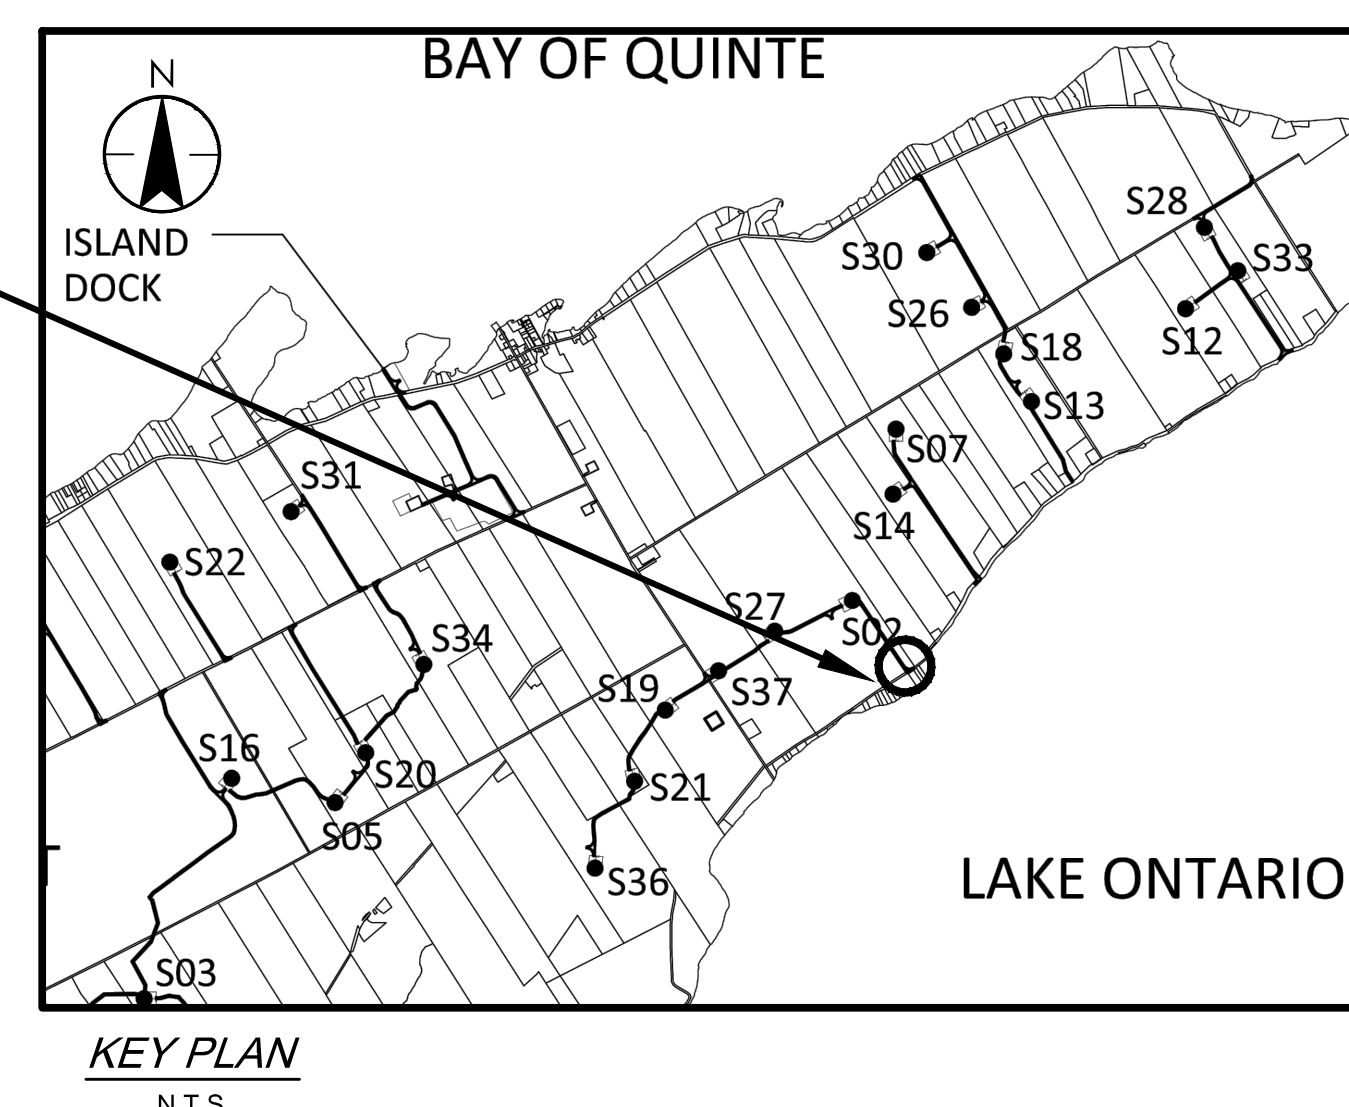 BAY OF QUINTE
N
ISLAND
DOCK
S28
S30
S33
S26
S12
S18
S13
S07
S31
S14
S22
S27
S02
S34
S19
S37
S16
S20
S21
S05
S36
LAKE ONTARIO
S03
KEY PLAN
N.T.S.